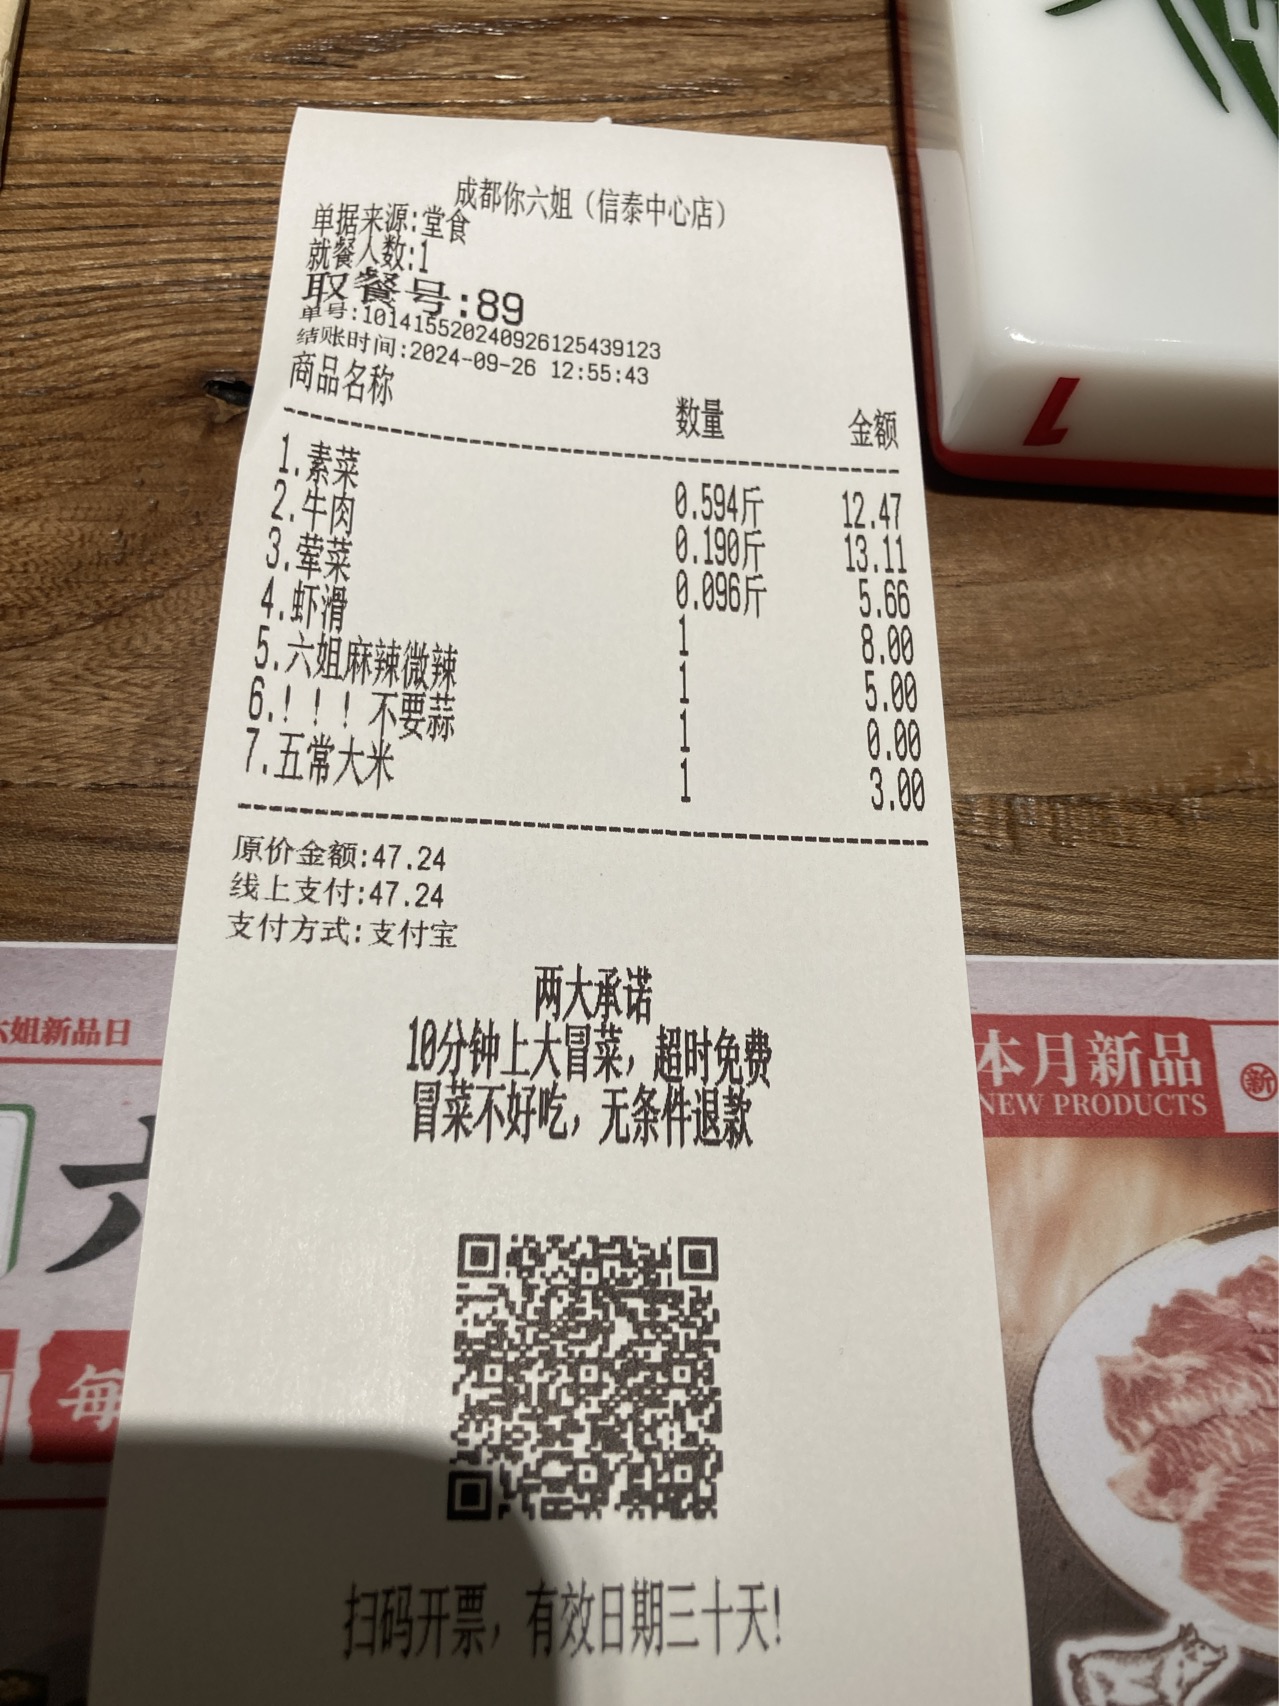 成都你六姐（信泰中心店）
单据来源:堂食
就餐人数:1
取餐号:89
单号:10141552024092612543​9123
结账时间:2024-09-26 12:55:43
商品名称 数量 金额
1.素菜 0.594斤 12.47
2.牛肉 0.190斤 13.11
3.荤菜 0.096斤 5.66
4.虾滑 1 8.00
5.六姐麻辣微辣 1 5.00
6.！！！不要蒜 1 0.00
7.五常大米 1 3.00
原价金额:47.24
线上支付:47.24
支付方式:支付宝
两大承诺
10分钟上大冒菜，超时免费
冒菜不好吃，无条件退款
扫码开票，有效日期三十天!
六姐新品日
六
每
本月新品
NEW PRODUCTS
新
1